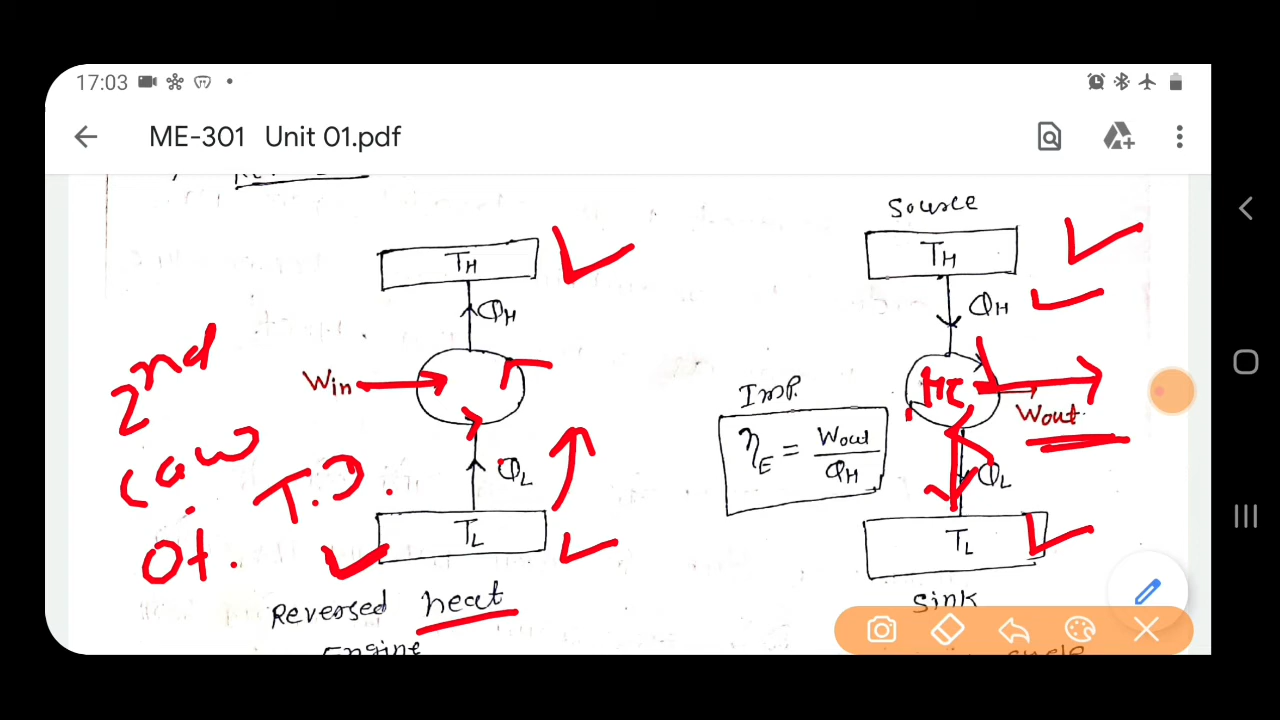 17:03
ME-301 Unit 01.pdf
Source
TH
TH
QH
QH
Win
HE
Wout
Imp.
ηE = Wout / QH
QL
QL
TL
TL
2nd
Law
Of. T.D.
Reversed heat
Engine
Sink
cycle